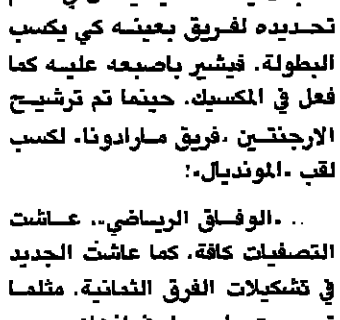 تحديده لفريق بعينه كي يكسب
البطولة. فيشير باصبعه عليه كما
فعل في المكسيك. حينما تم ترشيح
الارجنتين .فريق مارادونا. لكسب
لقب .المونديال.؛
.. .الوفاق الرياضي.. عاشت
التصفيات كافة، كما عاشت الجديد
في تشكيلات الفرق الثمانية. مثلما